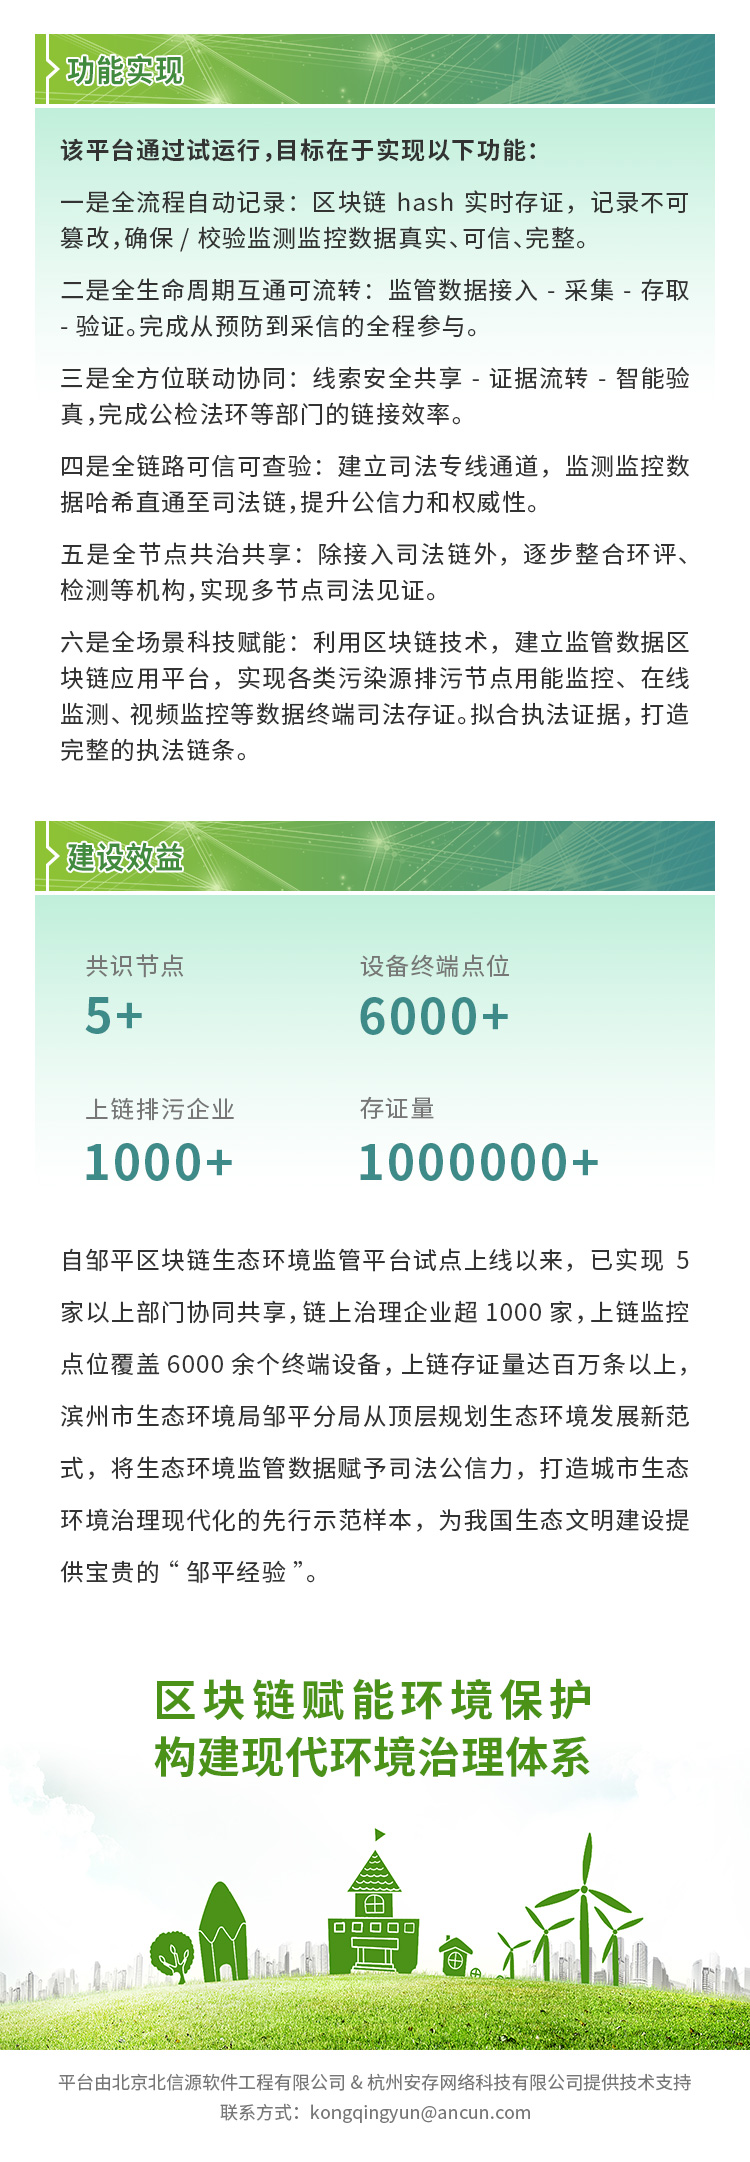 功能实现
该平台通过试运行，目标在于实现以下功能：
一是全流程自动记录：区块链 hash 实时存证，记录不可
篡改，确保 / 校验监测监控数据真实、可信、完整。
二是全生命周期互通可流转：监管数据接入 - 采集 - 存取
- 验证。完成从预防到采信的全程参与。
三是全方位联动协同：线索安全共享 - 证据流转 - 智能验
真，完成公检法环等部门的链接效率。
四是全链路可信可查验：建立司法专线通道，监测监控数
据哈希直通至司法链，提升公信力和权威性。
五是全节点共治共享：除接入司法链外，逐步整合环评、
检测等机构，实现多节点司法见证。
六是全场景科技赋能：利用区块链技术，建立监管数据区
块链应用平台，实现各类污染源排污节点用能监控、在线
监测、视频监控等数据终端司法存证。拟合执法证据，打造
完整的执法链条。
建设效益
共识节点
5+
设备终端点位
6000+
上链排污企业
1000+
存证量
1000000+
自邹平区块链生态环境监管平台试点上线以来，已实现 5
家以上部门协同共享，链上治理企业超 1000 家，上链监控
点位覆盖 6000 余个终端设备，上链存证量达百万条以上，
滨州市生态环境局邹平分局从顶层规划生态环境发展新范
式，将生态环境监管数据赋予司法公信力，打造城市生态
环境治理现代化的先行示范样本，为我国生态文明建设提
供宝贵的 “ 邹平经验 ”。
区块链赋能环境保护
构建现代环境治理体系
平台由北京北信源软件工程有限公司 & 杭州安存网络科技有限公司提供技术支持
联系方式：kongqingyun@ancun.com